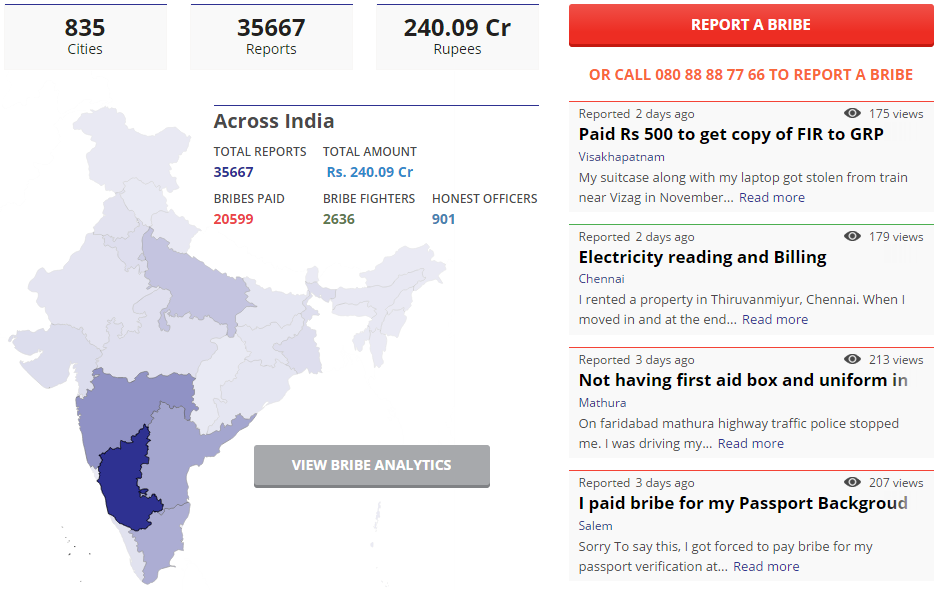 835
Cities
35667
Reports
240.09 Cr
Rupees
Across India
TOTAL REPORTS
35667
TOTAL AMOUNT
Rs. 240.09 Cr
BRIBES PAID
20599
BRIBE FIGHTERS
2636
HONEST OFFICERS
901
VIEW BRIBE ANALYTICS
REPORT A BRIBE
OR CALL 080 88 88 77 66 TO REPORT A BRIBE
Reported 2 days ago 175 views
Paid Rs 500 to get copy of FIR to GRP
Visakhapatnam
My suitcase along with my laptop got stolen from train
near Vizag in November... Read more
Reported 2 days ago 179 views
Electricity reading and Billing
Chennai
I rented a property in Thiruvanmiyur, Chennai. When I
moved in and at the end... Read more
Reported 3 days ago 213 views
Not having first aid box and uniform in
Mathura
On faridabad mathura highway traffic police stopped
me. I was driving my... Read more
Reported 3 days ago 207 views
I paid bribe for my Passport Backgroud
Salem
Sorry To say this, I got forced to pay bribe for my
passport verification at... Read more